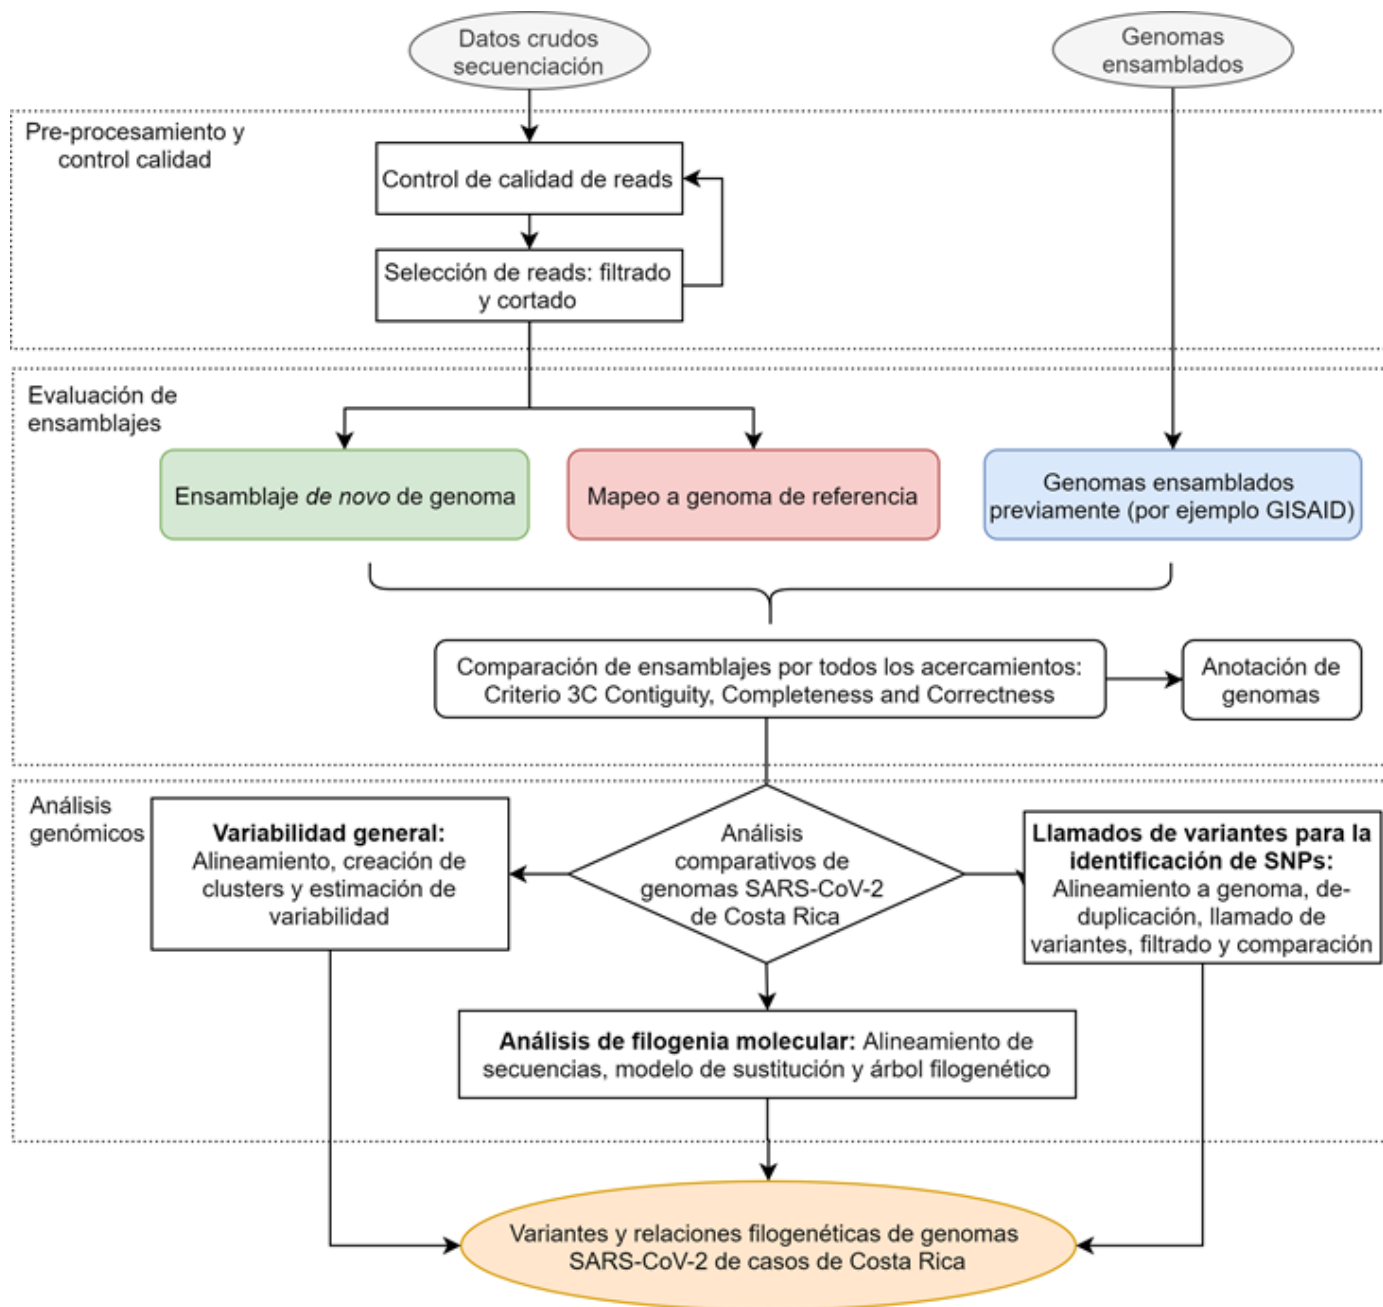 Datos crudos
secuenciación
Genomas
ensamblados
Pre-procesamiento y
control calidad
Control de calidad de reads
Selección de reads: filtrado
y cortado
Evaluación de
ensamblajes
Ensamblaje de novo de genoma
Mapeo a genoma de referencia
Genomas ensamblados
previamente (por ejemplo GISAID)
Comparación de ensamblajes por todos los acercamientos:
Criterio 3C Contiguity, Completeness and Correctness
Anotación de
genomas
Análisis
genómicos
Variabilidad general:
Alineamiento, creación de
clusters y estimación de
variabilidad
Análisis
comparativos de
genomas SARS-CoV-2
de Costa Rica
Llamados de variantes para la
identificación de SNPs:
Alineamiento a genoma, de-
duplicación, llamado de
variantes, filtrado y comparación
Análisis de filogenia molecular: Alineamiento de
secuencias, modelo de sustitución y árbol filogenético
Variantes y relaciones filogenéticas de genomas
SARS-CoV-2 de casos de Costa Rica